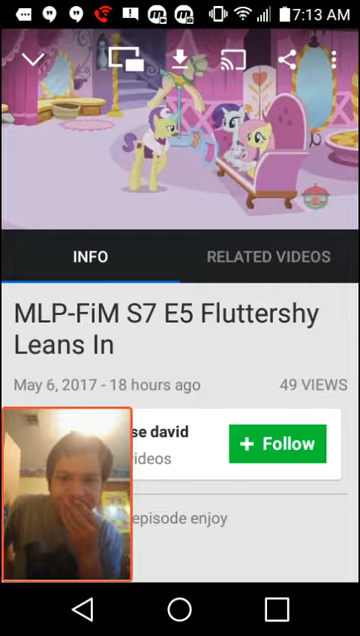 7:13 AM
INFO
RELATED VIDEOS
MLP-FiM S7 E5 Fluttershy
Leans In
May 6, 2017 - 18 hours ago
49 VIEWS
se david
videos
+ Follow
episode enjoy